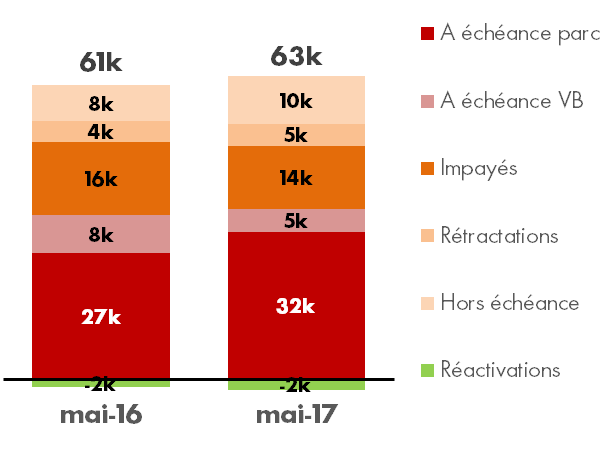 61k
8k
4k
16k
8k
27k
-2k
mai-16
63k
10k
5k
14k
5k
32k
-2k
mai-17
A échéance parc
A échéance VB
Impayés
Rétractations
Hors échéance
Réactivations